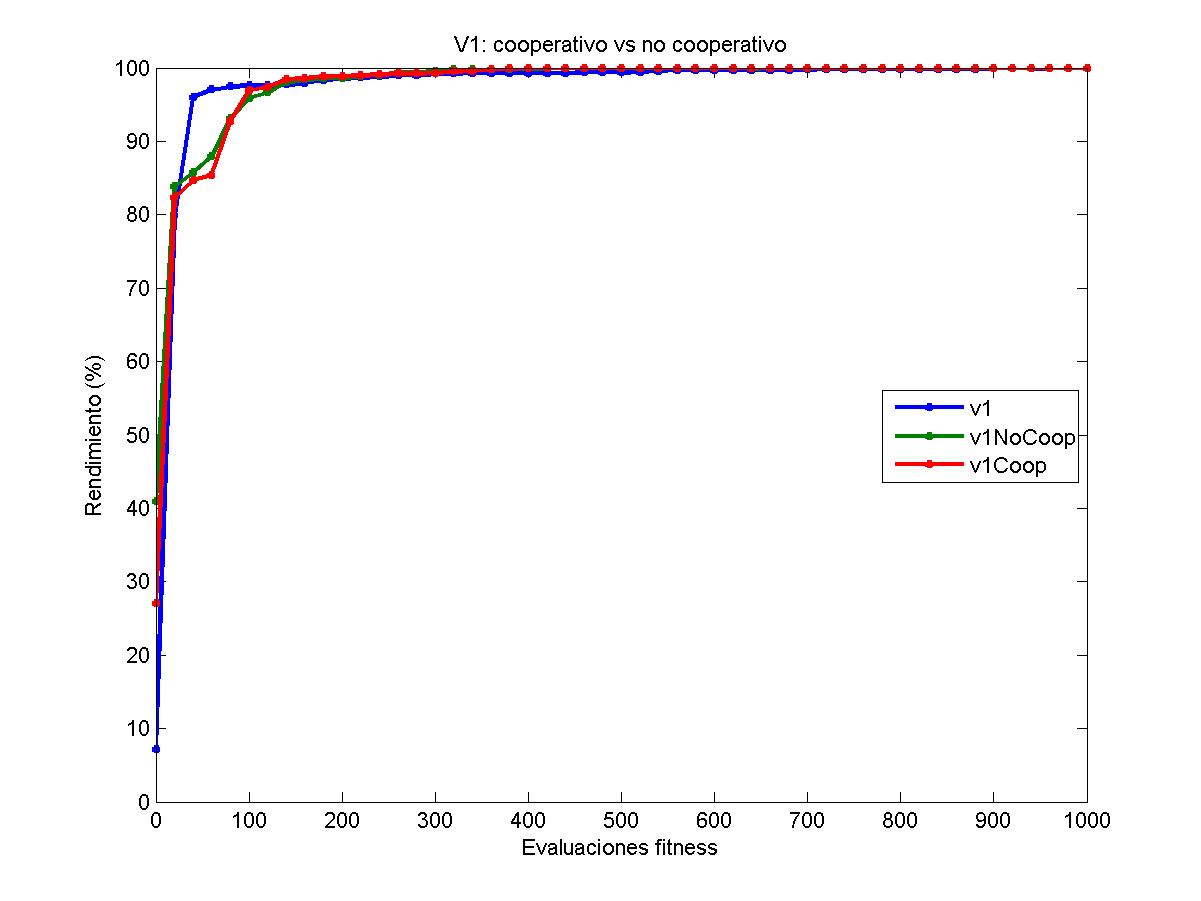 V1: cooperativo vs no cooperativo
100
90
80
70
60
50
40
30
20
10
0
Rendimiento (%)
v1
v1NoCoop
v1Coop
0 100 200 300 400 500 600 700 800 900 1000
Evaluaciones fitness